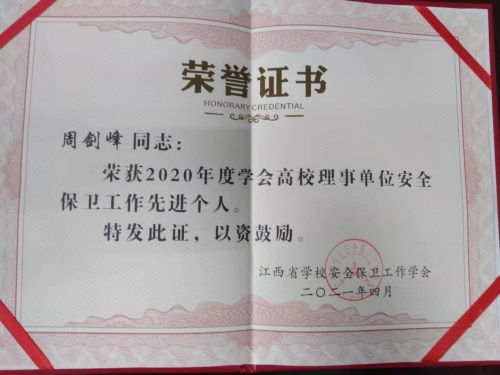 荣誉证书
HONORARY CREDENTIAL
周剑峰 同志：
荣获2020年度学会高校理事单位安全
保卫工作先进个人。
特发此证，以资鼓励。
江西省学校安全保卫工作学会
二〇二一年四月